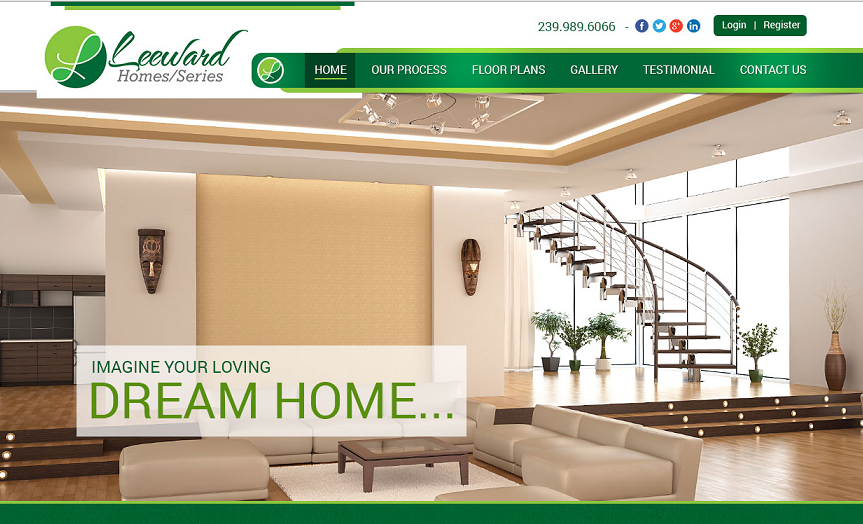 239.989.6066 - Login | Register
Leeward
Homes/Series
HOME OUR PROCESS FLOOR PLANS GALLERY TESTIMONIAL CONTACT US
IMAGINE YOUR LOVING
DREAM HOME...